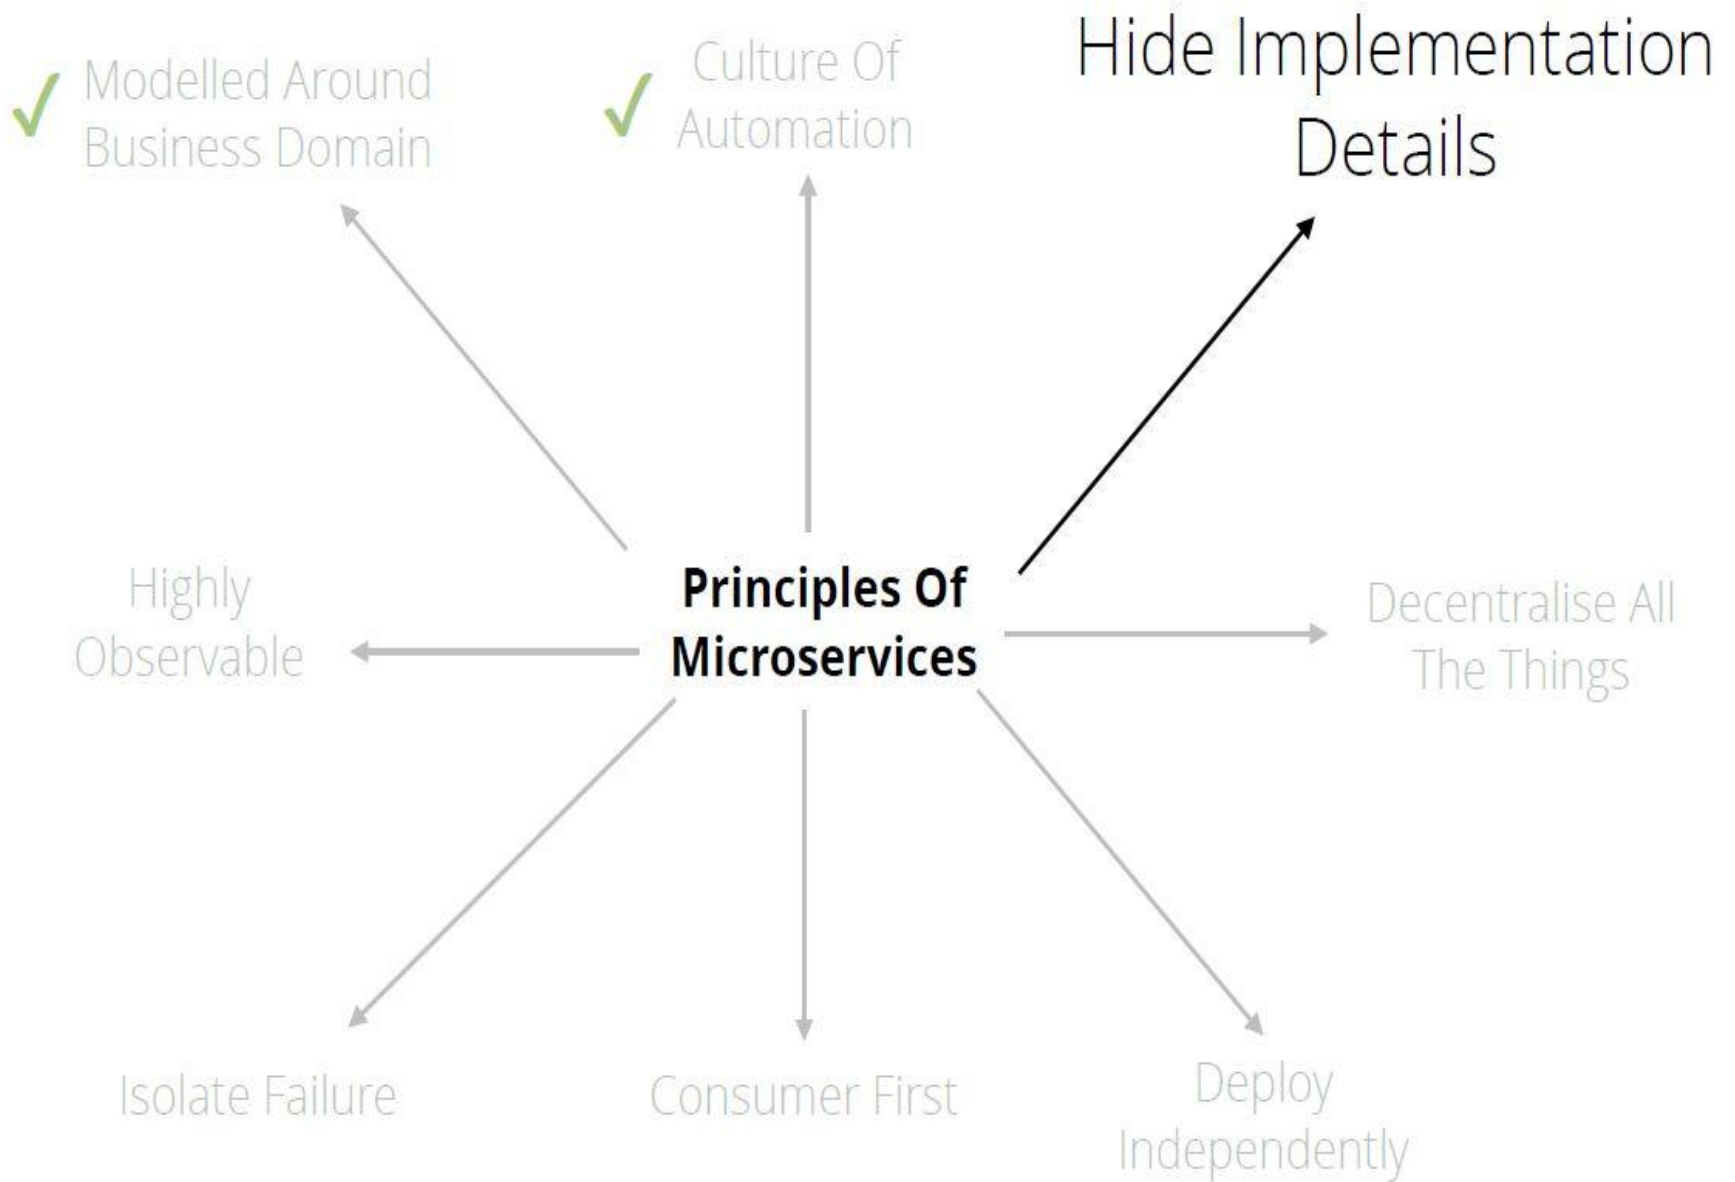 Modelled Around
Business Domain
Culture Of
Automation
Hide Implementation
Details
Highly
Observable
Principles Of
Microservices
Decentralise All
The Things
Isolate Failure
Consumer First
Deploy
Independently